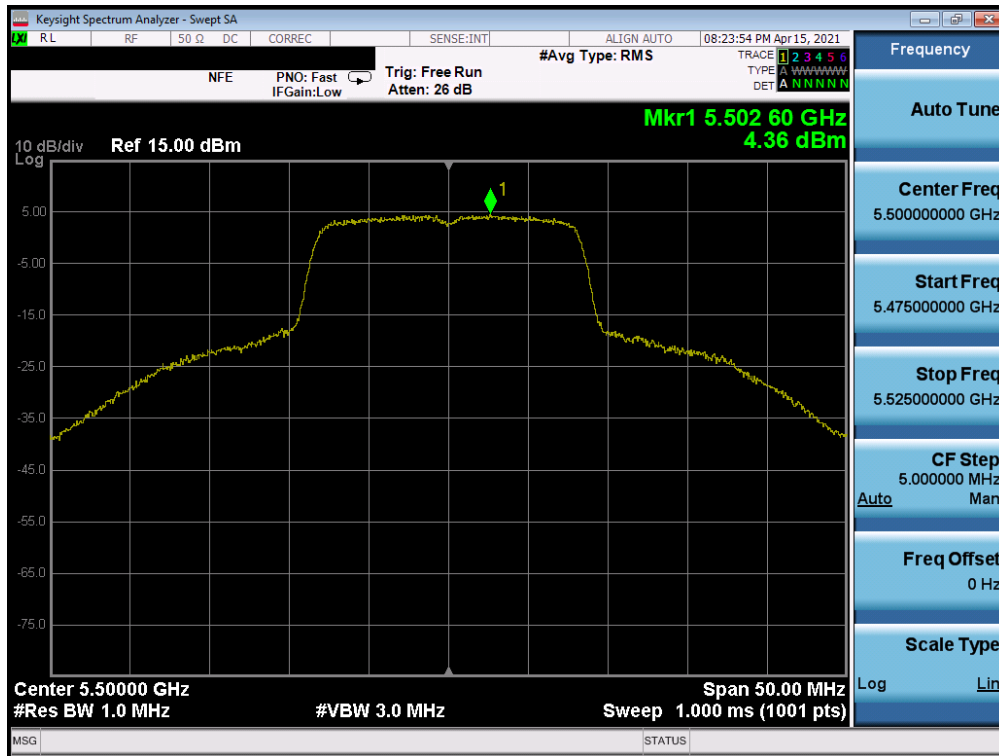 Keysight Spectrum Analyzer - Swept SA
LXI RL RF 50 Ω DC CORREC SENSE:INT ALIGN AUTO 08:23:54 PM Apr 15, 2021
NFE PNO: Fast Trig: Free Run #Avg Type: RMS TRACE 1 2 3 4 5 6
IFGain:Low Atten: 26 dB TYPE A WWWWW
DET A N N N N N
Mkr1 5.502 60 GHz
4.36 dBm
10 dB/div Ref 15.00 dBm
Log
1
5.00
-5.00
-15.0
-25.0
-35.0
-45.0
-55.0
-65.0
-75.0
Center 5.50000 GHz Span 50.00 MHz
#Res BW 1.0 MHz #VBW 3.0 MHz Sweep 1.000 ms (1001 pts)
MSG STATUS
Frequency
Auto Tune
Center Freq
5.500000000 GHz
Start Freq
5.475000000 GHz
Stop Freq
5.525000000 GHz
CF Step
5.000000 MHz
Auto Man
Freq Offset
0 Hz
Scale Type
Log Lin